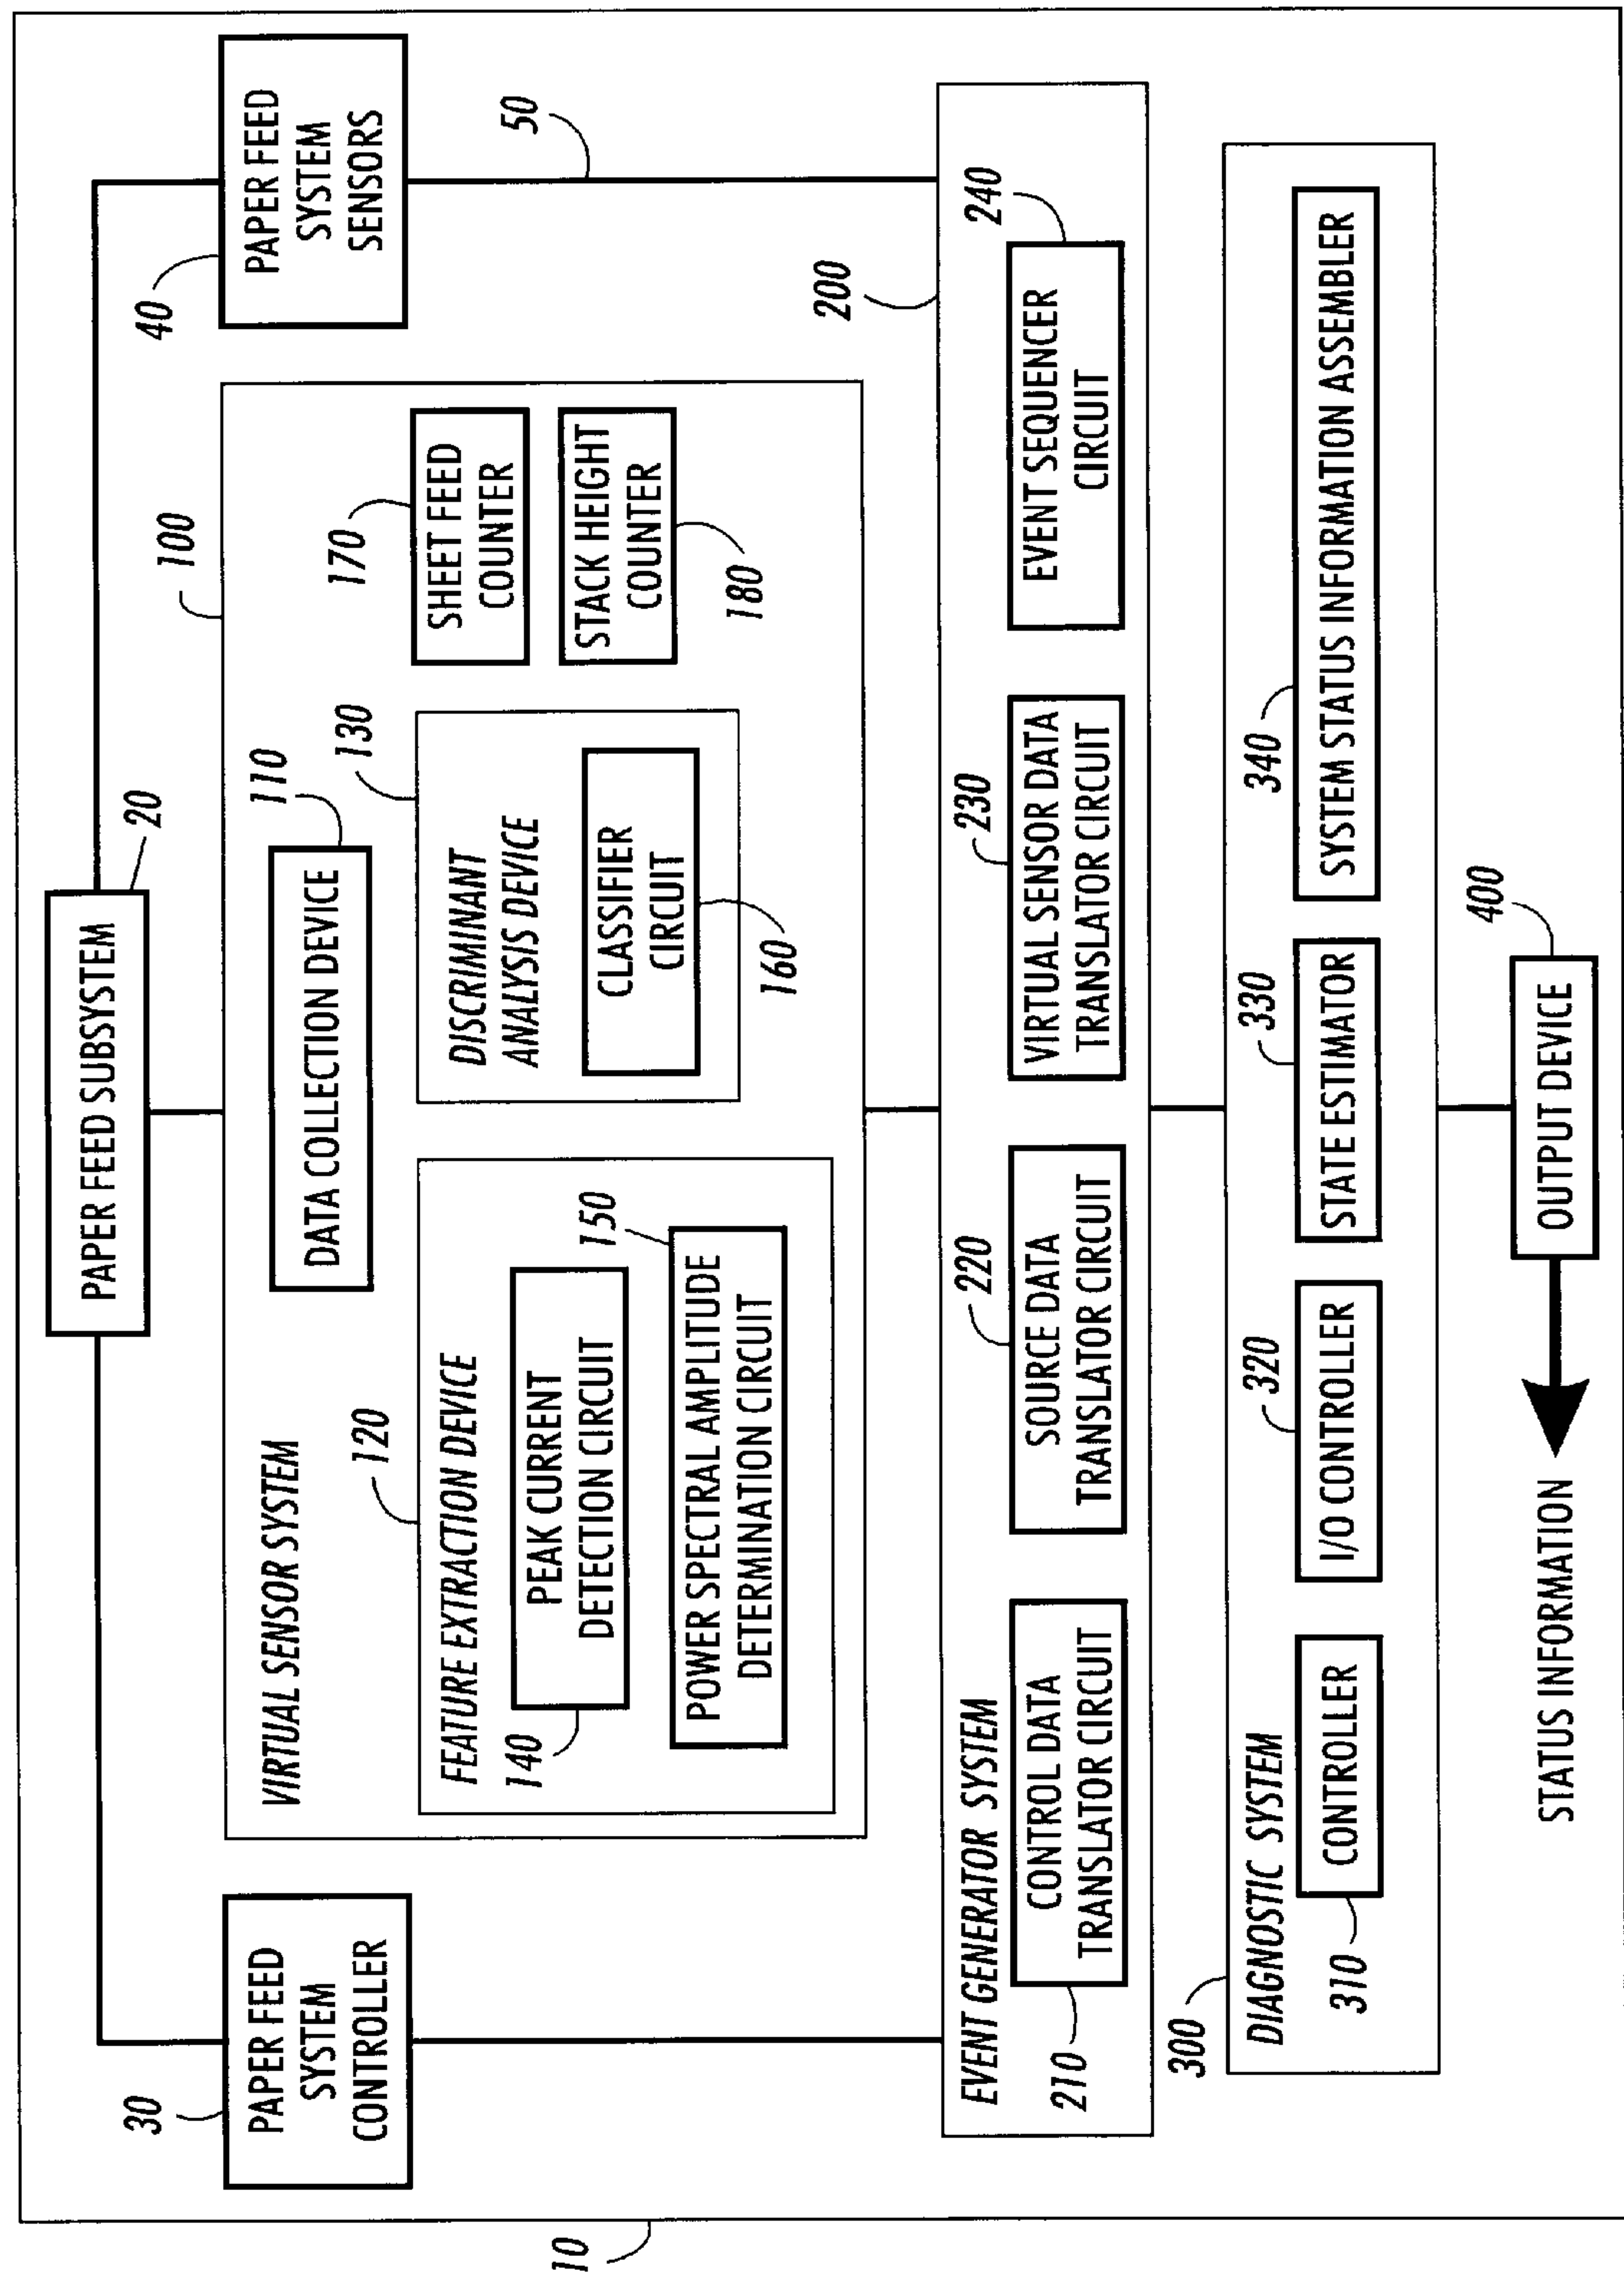 PAPER FEED SUBSYSTEM
20
30
PAPER FEED
SYSTEM
CONTROLLER
40
PAPER FEED
SYSTEM
SENSORS
50
VIRTUAL SENSOR SYSTEM
100
DATA COLLECTION DEVICE
110
120
FEATURE EXTRACTION DEVICE
140
PEAK CURRENT
DETECTION CIRCUIT
150
POWER SPECTRAL AMPLITUDE
DETERMINATION CIRCUIT
130
DISCRIMINANT
ANALYSIS DEVICE
CLASSIFIER
CIRCUIT
160
170
SHEET FEED
COUNTER
STACK HEIGHT
COUNTER
180
200
EVENT GENERATOR SYSTEM
210
CONTROL DATA
TRANSLATOR CIRCUIT
220
SOURCE DATA
TRANSLATOR CIRCUIT
230
VIRTUAL SENSOR DATA
TRANSLATOR CIRCUIT
240
EVENT SEQUENCER
CIRCUIT
300
DIAGNOSTIC SYSTEM
310
CONTROLLER
320
I/O CONTROLLER
330
STATE ESTIMATOR
340
SYSTEM STATUS INFORMATION ASSEMBLER
STATUS INFORMATION
OUTPUT DEVICE
400
10